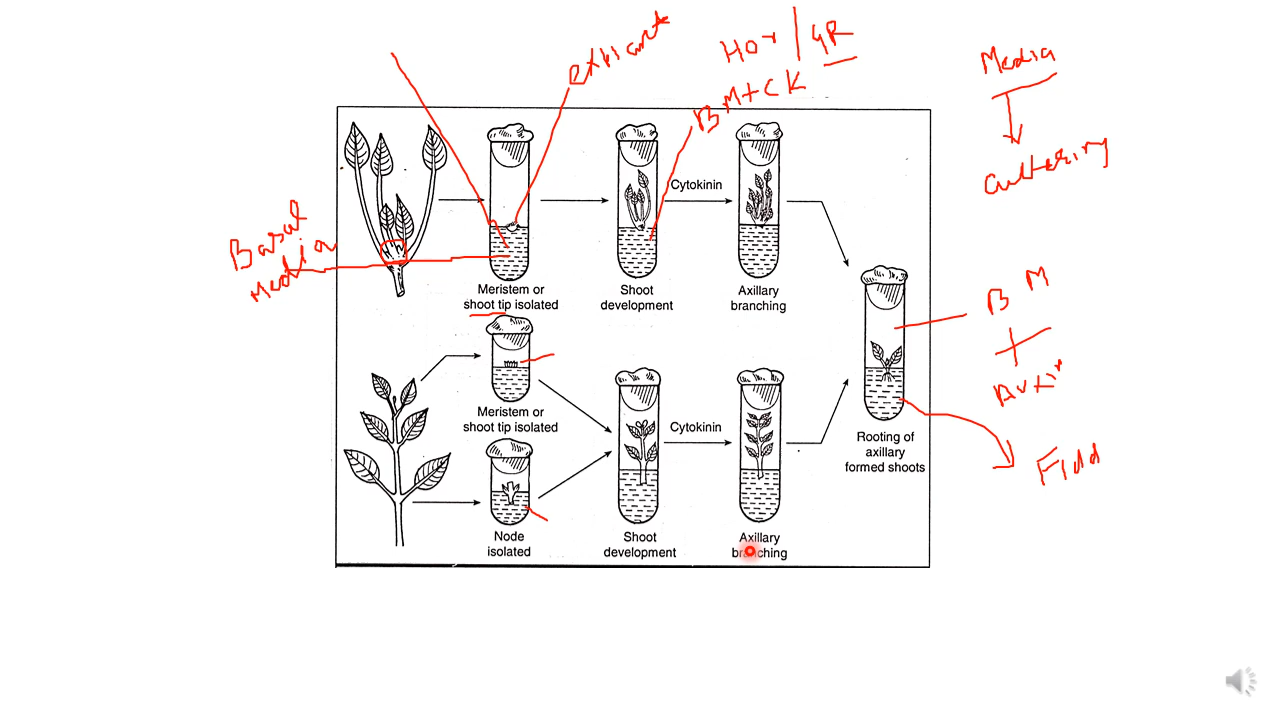 explant
Hor / GR
BM+CK
Media
Cultering
Basal
Media
Cytokinin
Meristem or
shoot tip isolated
Shoot
development
Axillary
branching
B M
+
Auxin
Meristem or
shoot tip isolated
Cytokinin
Rooting of
axillary
formed shoots
Field
Node
isolated
Shoot
development
Axillary
branching